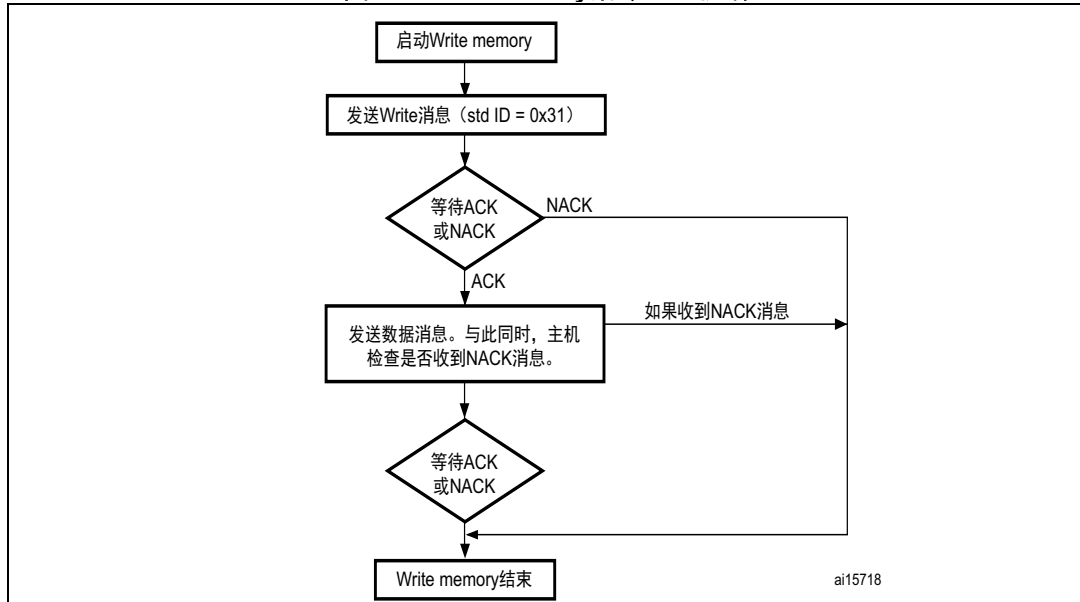 启动Write memory
发送Write消息（std ID = 0x31）
等待ACK
或NACK
NACK
ACK
发送数据消息。与此同时，主机
检查是否收到NACK消息。
如果收到NACK消息
等待ACK
或NACK
Write memory结束
ai15718